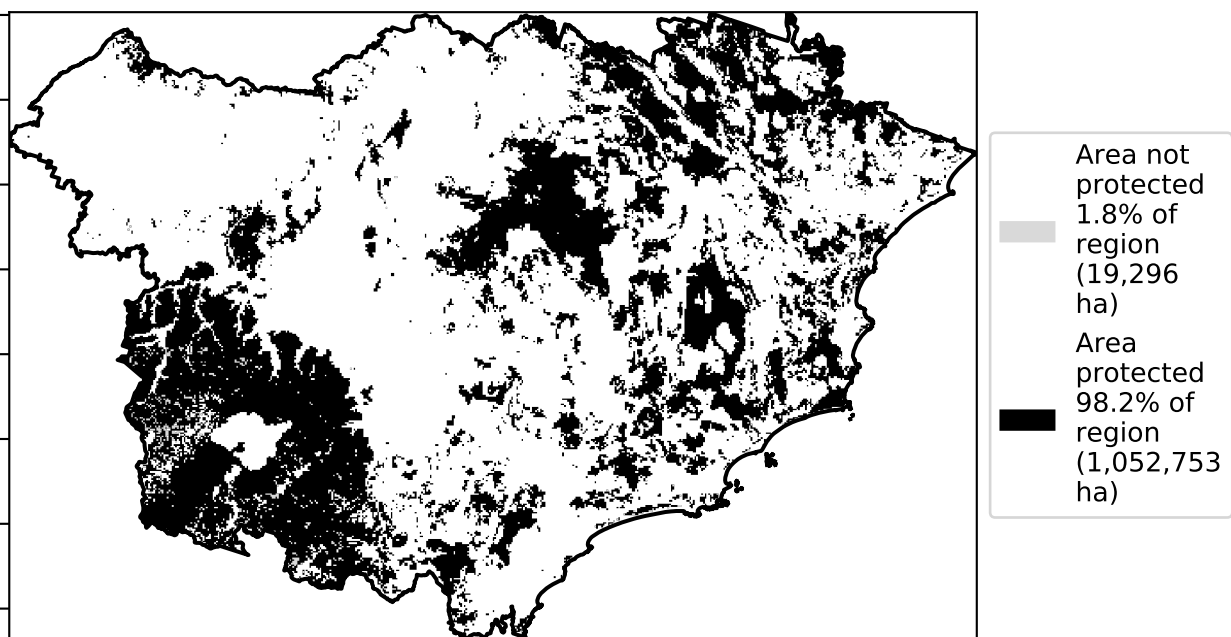 Area not
protected
1.8% of
region
(19,296
ha)
Area
protected
98.2% of
region
(1,052,753
ha)